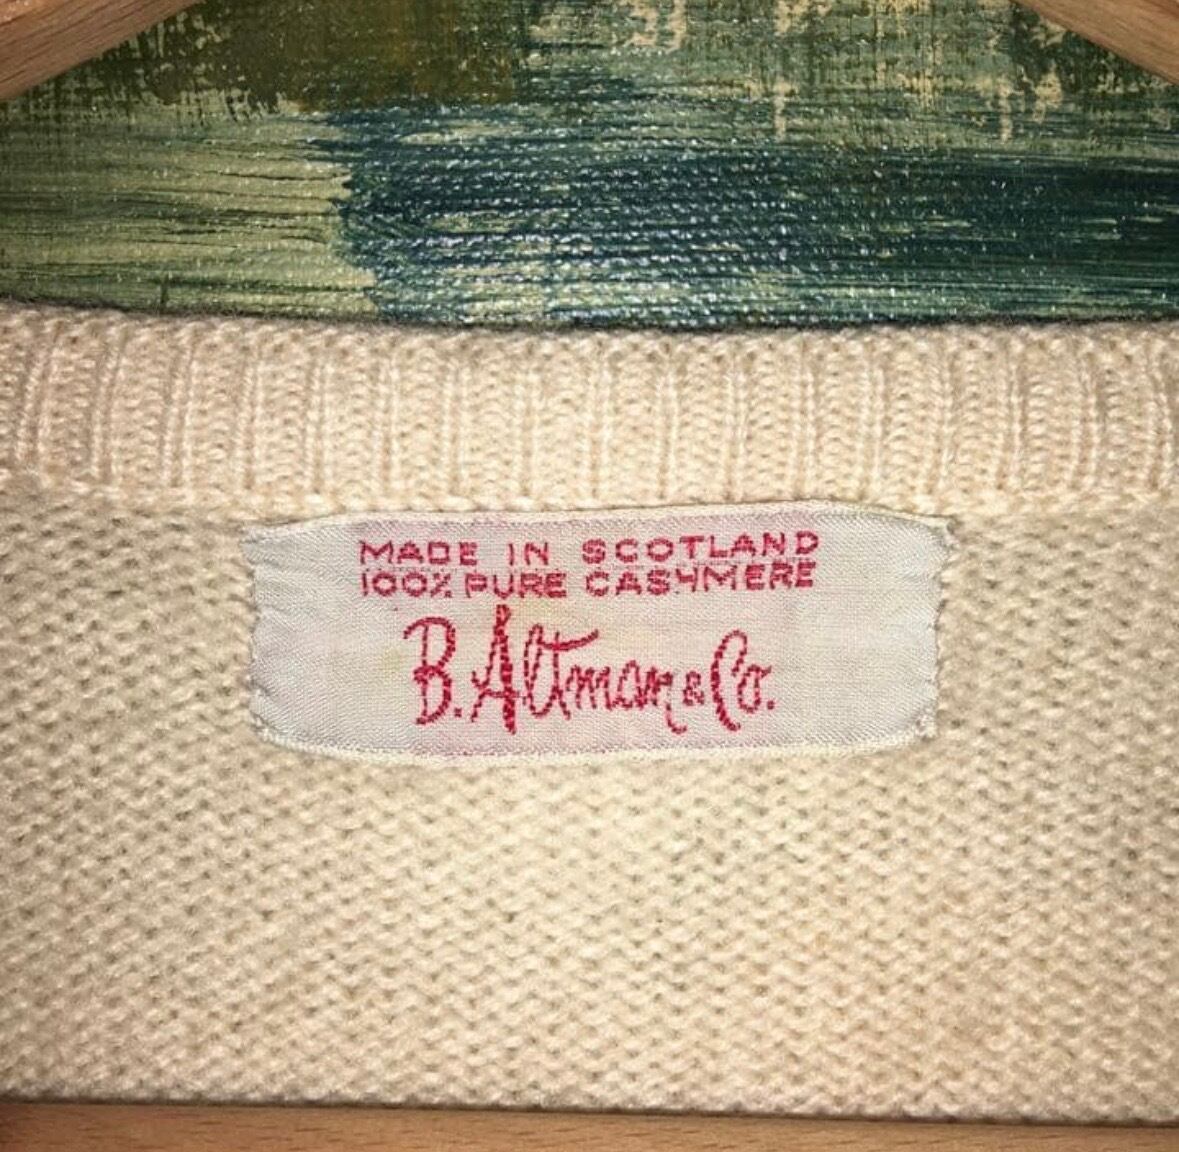 MADE IN SCOTLAND
100% PURE CASHMERE
B. Altman & Co.